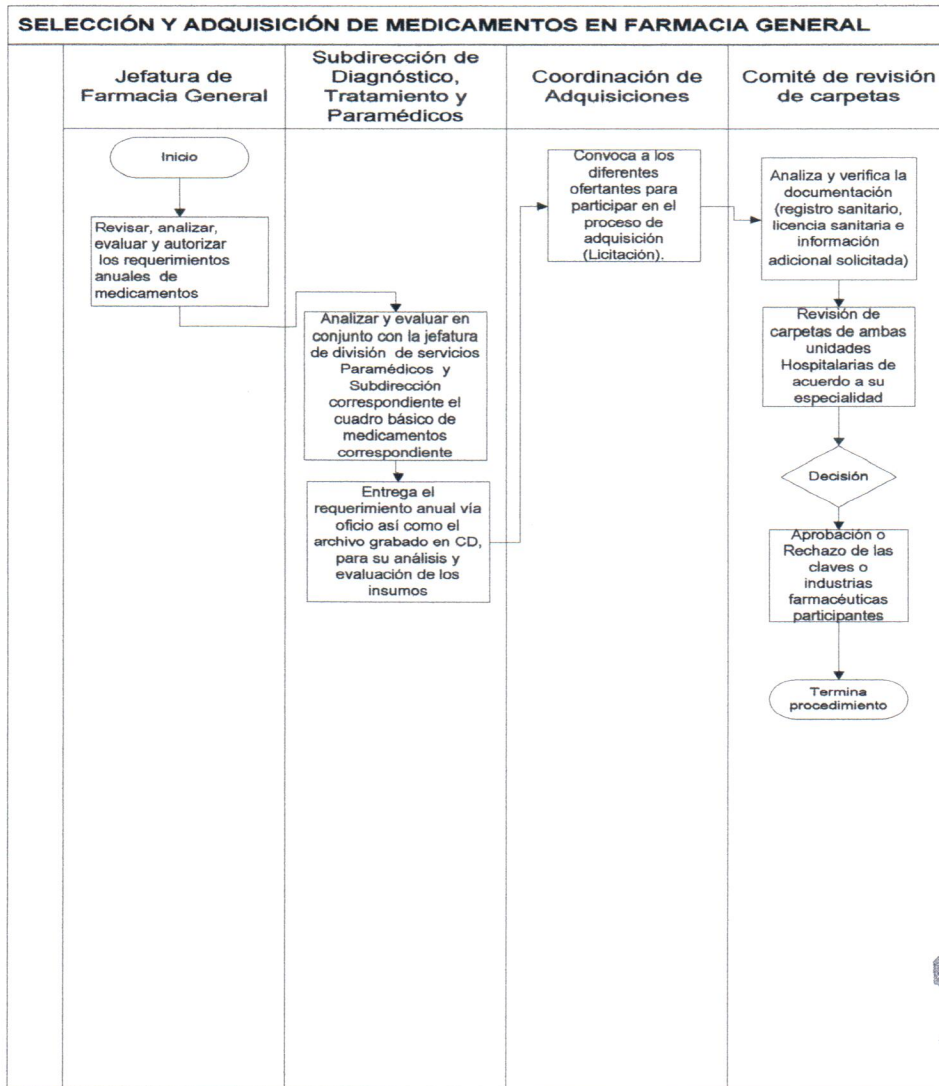 SELECCIÓN Y ADQUISICIÓN DE MEDICAMENTOS EN FARMACIA GENERAL
Jefatura de
Farmacia General
Subdirección de
Diagnóstico,
Tratamiento y
Paramédicos
Coordinación de
Adquisiciones
Comité de revisión
de carpetas
Inicio
Revisar, analizar,
evaluar y autorizar
los requerimientos
anuales de
medicamentos
Analizar y evaluar en
conjunto con la jefatura
de división de servicios
Paramédicos y
Subdirección
correspondiente el
cuadro básico de
medicamentos
correspondiente
Entrega el
requerimiento anual vía
oficio así como el
archivo grabado en CD,
para su análisis y
evaluación de los
insumos
Convoca a los
diferentes
ofertantes para
participar en el
proceso de
adquisición
(Licitación).
Analiza y verifica la
documentación
(registro sanitario,
licencia sanitaria e
información
adicional solicitada)
Revisión de
carpetas de ambas
unidades
Hospitalarias de
acuerdo a su
especialidad
Decisión
Aprobación o
Rechazo de las
claves o
industrias
farmacéuticas
participantes
Termina
procedimiento